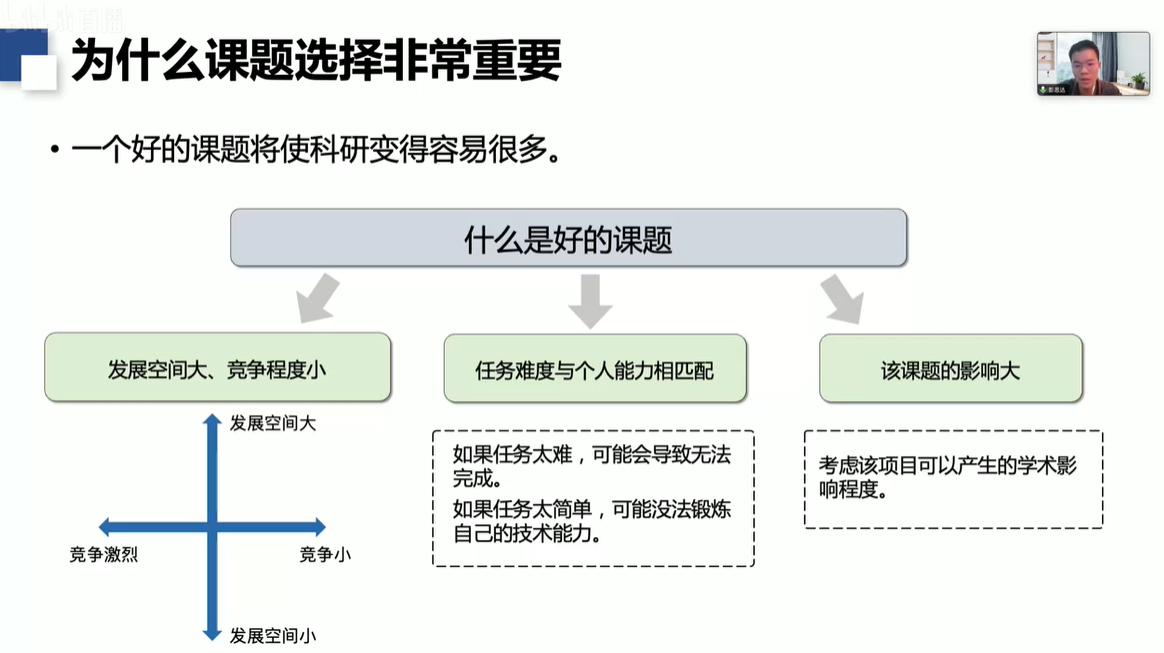 为什么课题选择非常重要
• 一个好的课题将使科研变得容易很多。
什么是好的课题
发展空间大、竞争程度小
任务难度与个人能力相匹配
该课题的影响大
发展空间大
竞争激烈
竞争小
发展空间小
如果任务太难，可能会导致无法
完成。
如果任务太简单，可能没法锻炼
自己的技术能力。
考虑该项目可以产生的学术影
响程度。